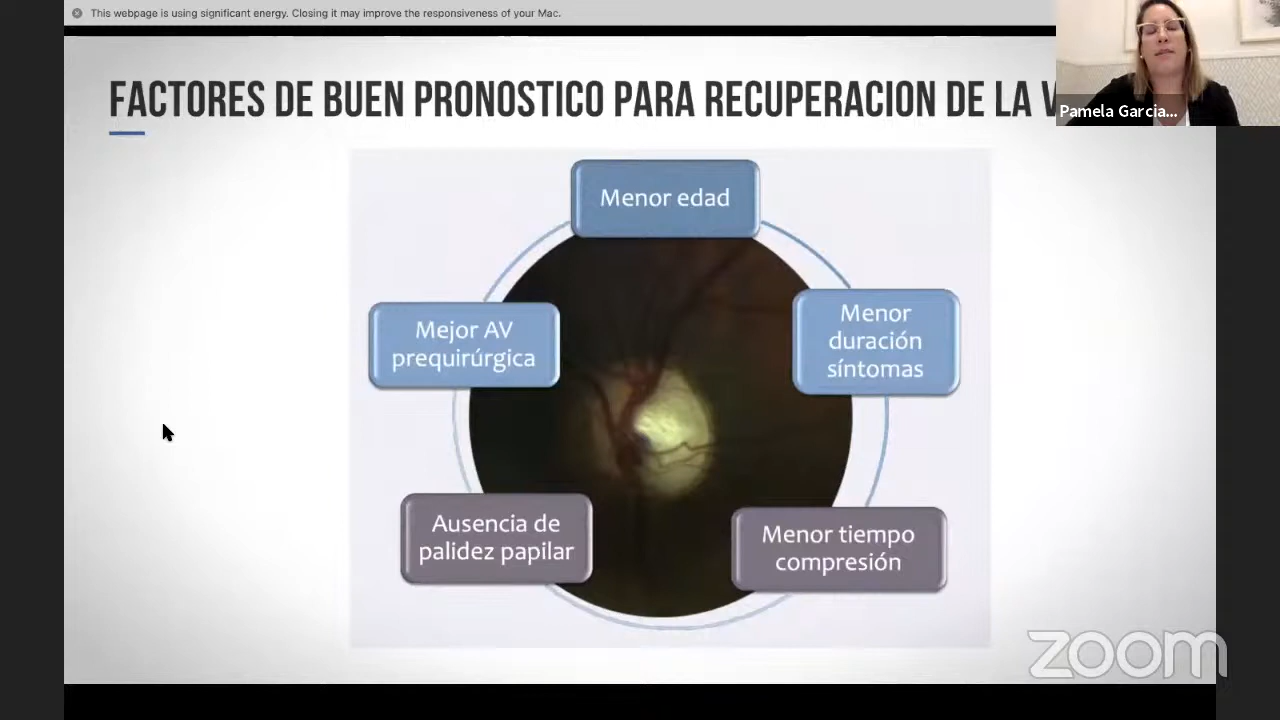 This webpage is using significant energy. Closing it may improve the responsiveness of your Mac.
FACTORES DE BUEN PRONOSTICO PARA RECUPERACION DE LA V
Pamela Garcia...
Menor edad
Mejor AV
prequirúrgica
Menor
duración
síntomas
Ausencia de
palidez papilar
Menor tiempo
compresión
zoom